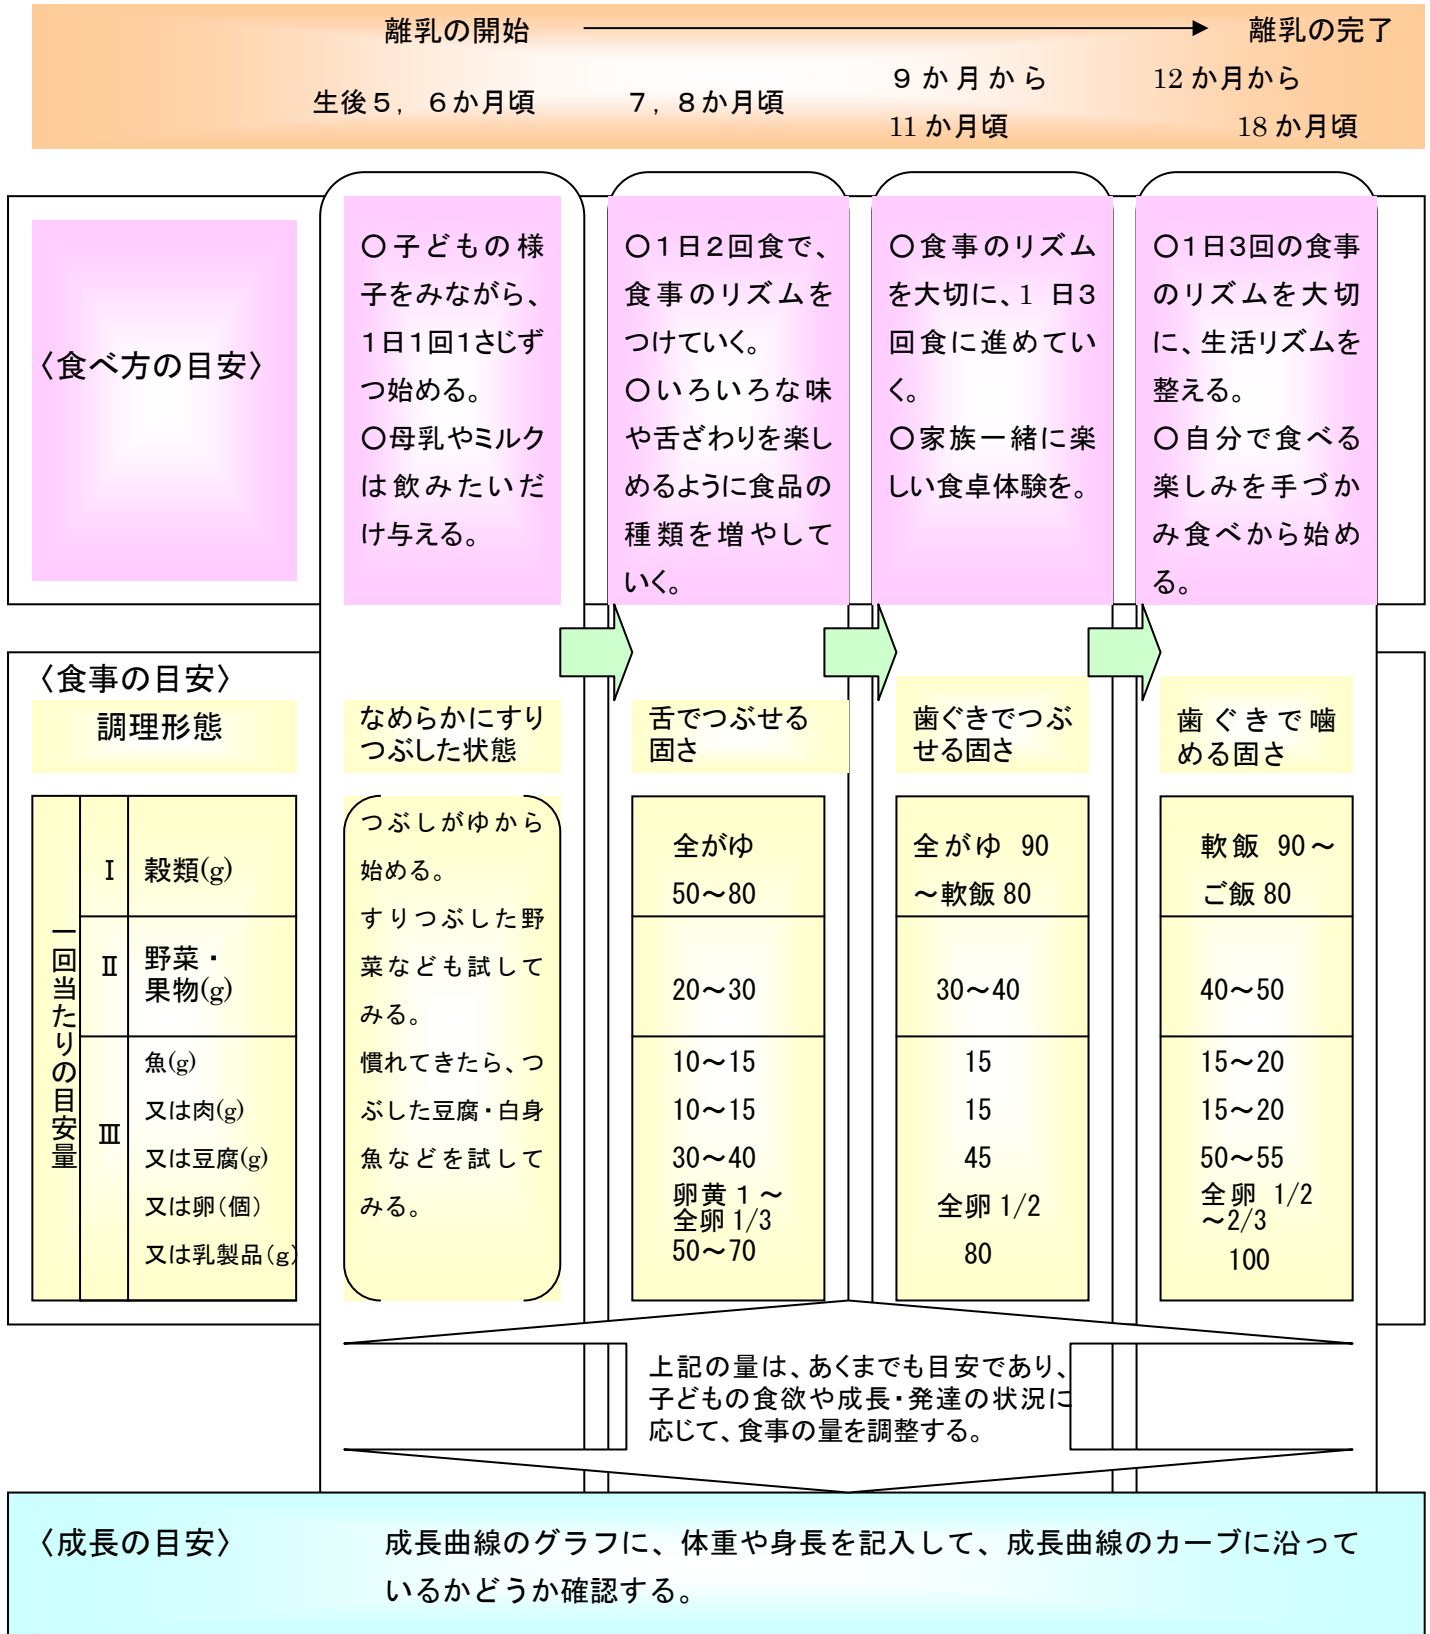 離乳の開始 離乳の完了
生後5，6か月頃 7，8か月頃 9か月から 12か月から
11か月頃 18か月頃
〈食べ方の目安〉
〇子どもの様
子をみながら、
1日1回1さじず
つ始める。
〇母乳やミルク
は飲みたいだ
け与える。
〇1日2回食で、
食事のリズムを
つけていく。
〇いろいろな味
や舌ざわりを楽し
めるように食品の
種類を増やして
いく。
〇食事のリズム
を大切に、1日3
回食に進めてい
く。
〇家族一緒に楽
しい食卓体験を。
〇1日3回の食事
のリズムを大切
に、生活リズムを
整える。
〇自分で食べる
楽しみを手づか
み食べから始め
る。
〈食事の目安〉
調理形態
なめらかにすり
つぶした状態
舌でつぶせる
固さ
歯ぐきでつぶ
せる固さ
歯ぐきで噛
める固さ
一回当たりの目安量
Ⅰ 穀類(g)
つぶしがゆから
始める。
すりつぶした野
菜なども試して
みる。
慣れてきたら、つ
ぶした豆腐・白身
魚などを試して
みる。
全がゆ
50～80
全がゆ 90
～軟飯80
軟飯 90～
ご飯80
Ⅱ 野菜・
果物(g)
20～30
30～40
40～50
Ⅲ
魚(g) 10～15 15 15～20
又は肉(g) 10～15 15 15～20
又は豆腐(g) 30～40 45 50～55
又は卵(個)
卵黄1～
全卵1/3
全卵1/2
全卵 1/2
～2/3
又は乳製品(g) 50～70 80 100
上記の量は、あくまでも目安であり、
子どもの食欲や成長・発達の状況に
応じて、食事の量を調整する。
〈成長の目安〉
成長曲線のグラフに、体重や身長を記入して、成長曲線のカーブに沿って
いるかどうか確認する。